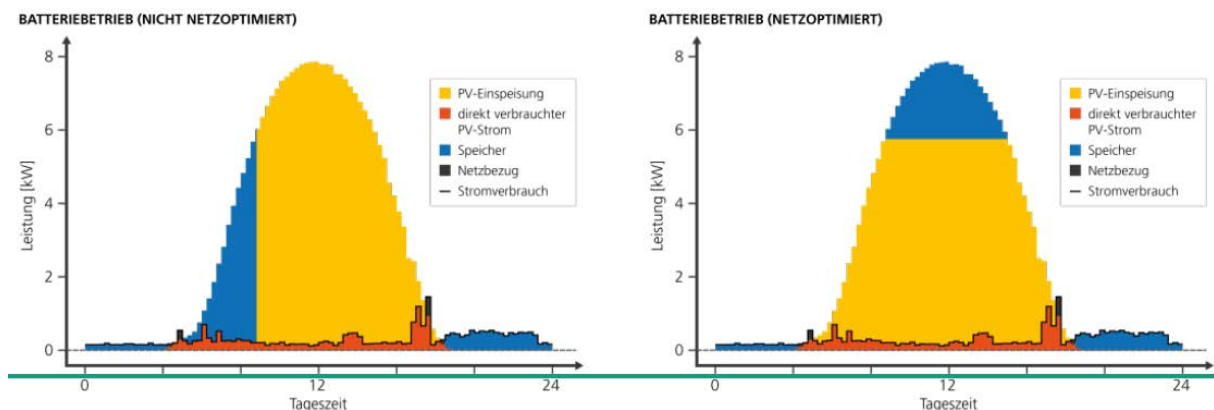 BATTERIEBETRIEB (NICHT NETZOPTIMIERT)
Leistung [kW]
8
6
4
2
0
PV-Einspeisung
direkt verbrauchter
PV-Strom
Speicher
Netzbezug
Stromverbrauch
0
12
24
Tageszeit
BATTERIEBETRIEB (NETZOPTIMIERT)
Leistung [kW]
8
6
4
2
0
PV-Einspeisung
direkt verbrauchter
PV-Strom
Speicher
Netzbezug
Stromverbrauch
0
12
24
Tageszeit